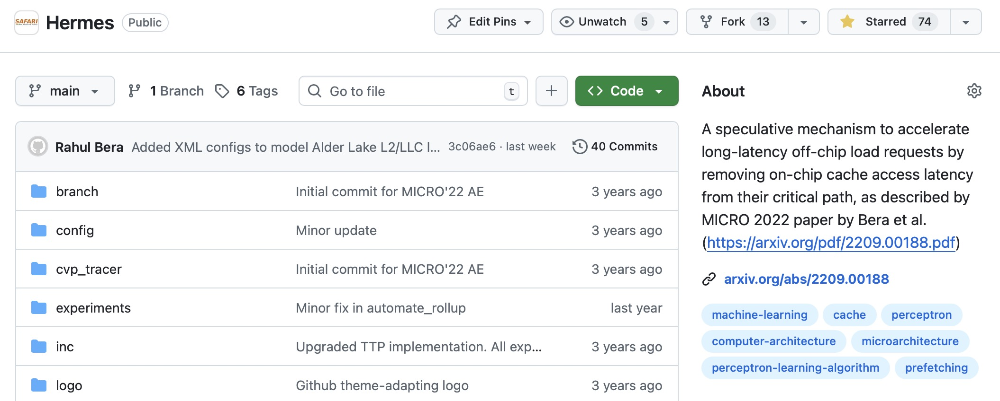 SAFARI
Hermes Public Edit Pins Unwatch 5 Fork 13 Starred 74
main 1 Branch 6 Tags Go to file t Code
Rahul Bera Added XML configs to model Alder Lake L2/LLC l... 3c06ae6 · last week 40 Commits
branch Initial commit for MICRO'22 AE 3 years ago
config Minor update 3 years ago
cvp_tracer Initial commit for MICRO'22 AE 3 years ago
experiments Minor fix in automate_rollup last year
inc Upgraded TTP implementation. All exp... 3 years ago
logo Github theme-adapting logo 3 years ago
About
A speculative mechanism to accelerate
long-latency off-chip load requests by
removing on-chip cache access latency
from their critical path, as described by
MICRO 2022 paper by Bera et al.
(https://arxiv.org/pdf/2209.00188.pdf)
arxiv.org/abs/2209.00188
machine-learning cache perceptron
computer-architecture microarchitecture
perceptron-learning-algorithm prefetching